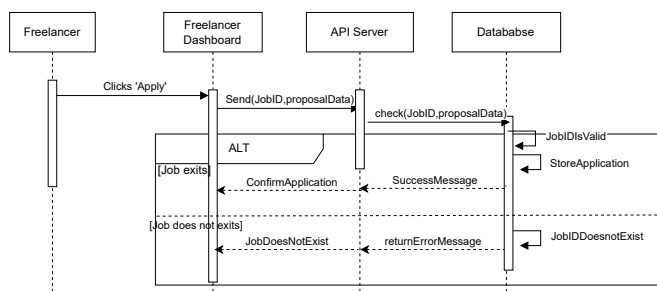 Freelancer
Freelancer
Dashboard
API Server
Datababse
Clicks 'Apply'
Send(JobID,proposalData)
check(JobID,proposalData)
JobIDIsValid
ALT
StoreApplication
[Job exits]
ConfirmApplication
SuccessMessage
[Job does not exits]
JobDoesNotExist
returnErrorMessage
JobIDDoesnotExist